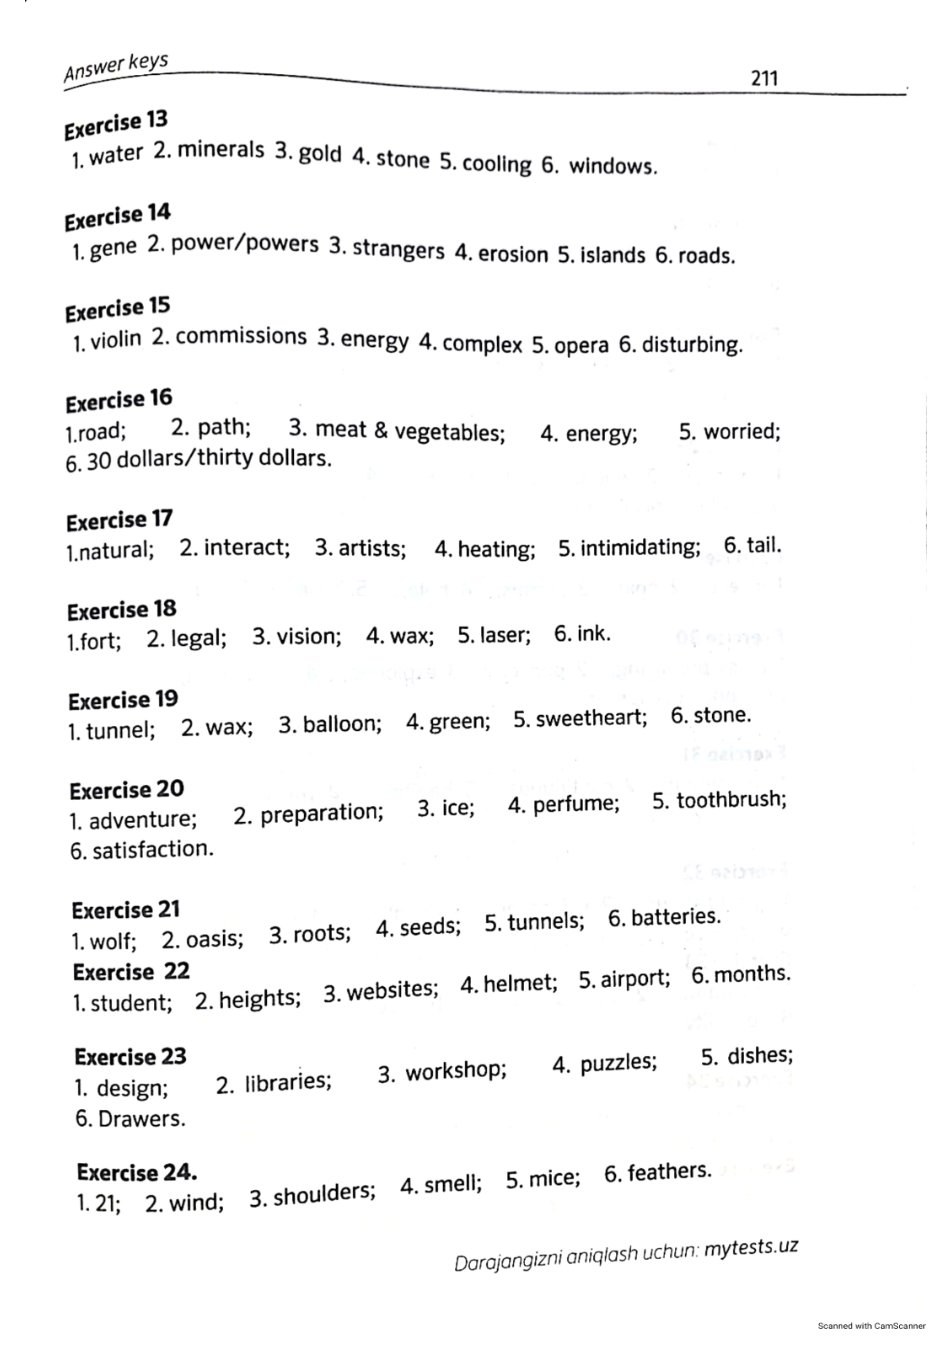 Answer keys
211
Exercise 13
1. water 2. minerals 3. gold 4. stone 5. cooling 6. windows.
Exercise 14
1. gene 2. power/powers 3. strangers 4. erosion 5. islands 6. roads.
Exercise 15
1. violin 2. commissions 3. energy 4. complex 5. opera 6. disturbing.
Exercise 16
1.road; 2. path; 3. meat & vegetables; 4. energy; 5. worried;
6. 30 dollars/thirty dollars.
Exercise 17
1.natural; 2. interact; 3. artists; 4. heating; 5. intimidating; 6. tail.
Exercise 18
1.fort; 2. legal; 3. vision; 4. wax; 5. laser; 6. ink.
Exercise 19
1. tunnel; 2. wax; 3. balloon; 4. green; 5. sweetheart; 6. stone.
Exercise 20
1. adventure; 2. preparation; 3. ice; 4. perfume; 5. toothbrush;
6. satisfaction.
Exercise 21
1. wolf; 2. oasis; 3. roots; 4. seeds; 5. tunnels; 6. batteries.
Exercise 22
1. student; 2. heights; 3. websites; 4. helmet; 5. airport; 6. months.
Exercise 23
1. design; 2. libraries; 3. workshop; 4. puzzles; 5. dishes;
6. Drawers.
Exercise 24.
1. 21; 2. wind; 3. shoulders; 4. smell; 5. mice; 6. feathers.
Darajangizni aniqlash uchun: mytests.uz
Scanned with CamScanner